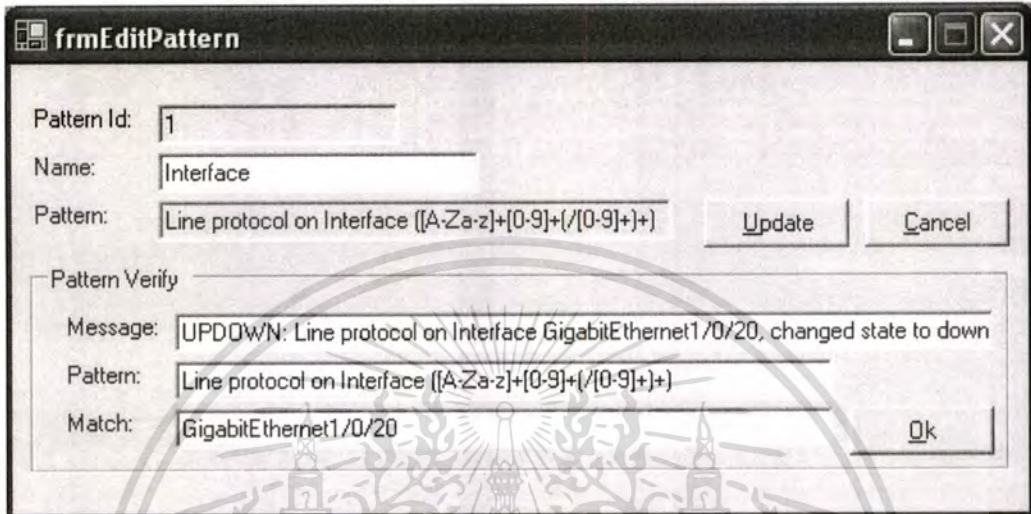 frmEditPattern
Pattern Id: 1
Name: Interface
Pattern: Line protocol on Interface ([A-Za-z]+[0-9]+(/[0-9]+)+) Update Cancel
Pattern Verify
Message: UPDOWN: Line protocol on Interface GigabitEthernet1/0/20, changed state to down
Pattern: Line protocol on Interface ([A-Za-z]+[0-9]+(/[0-9]+)+)
Match: GigabitEthernet1/0/20 Ok